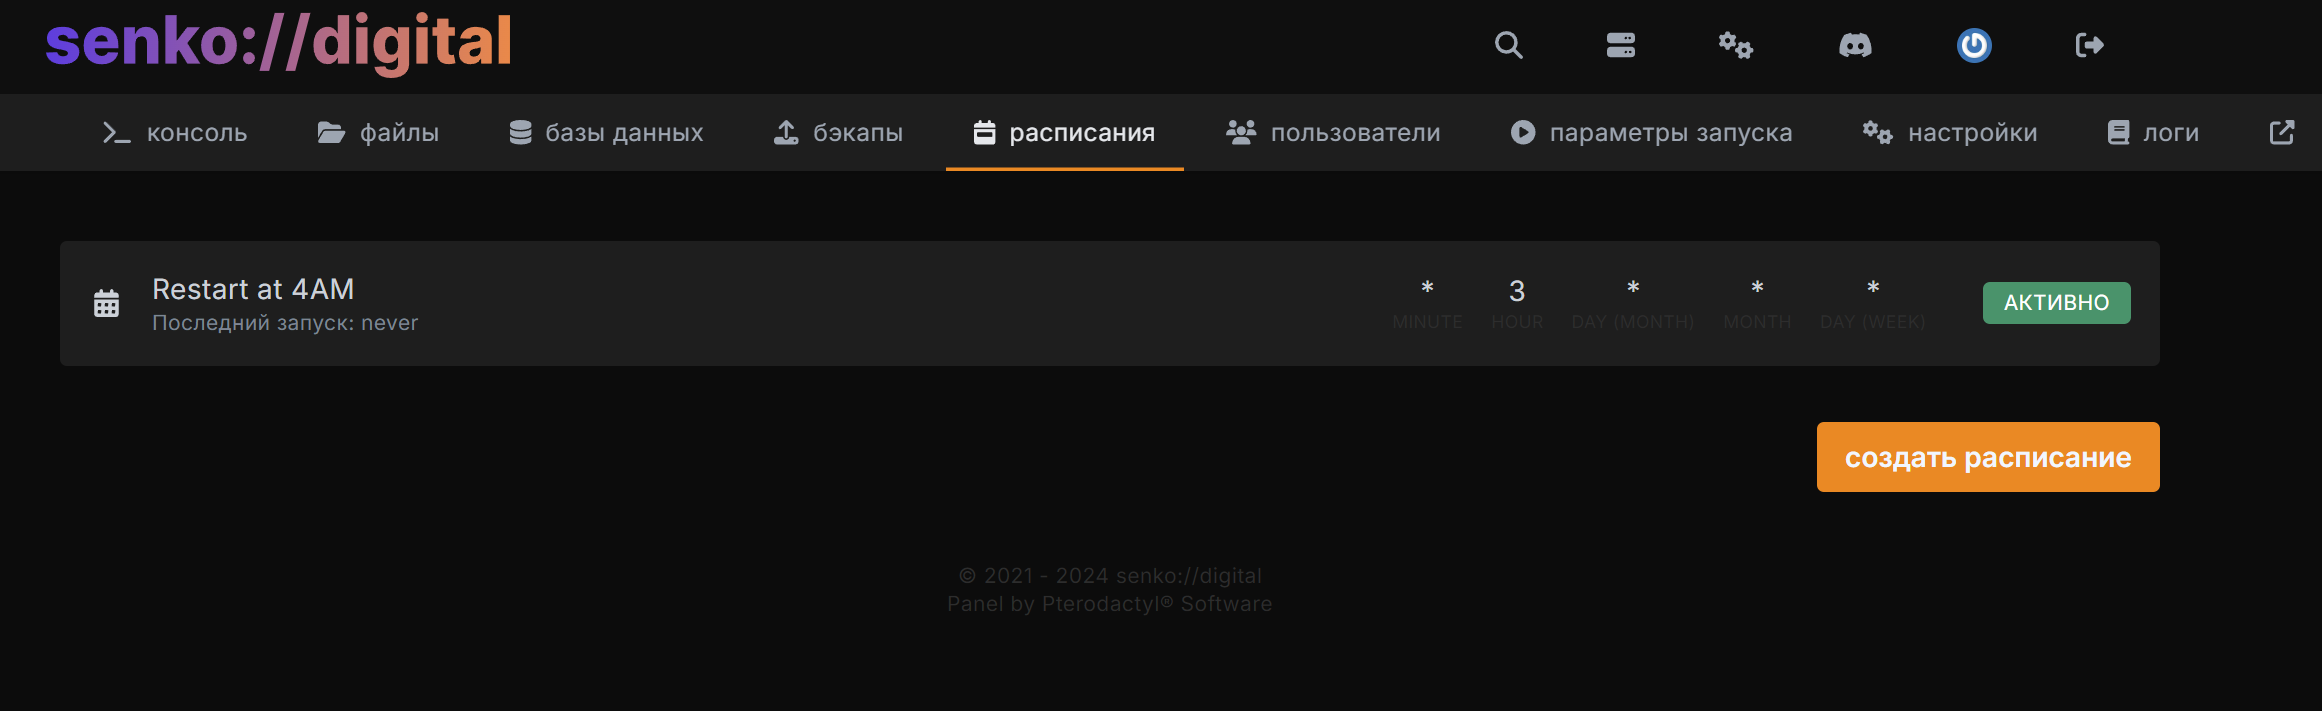 senko://digital
консоль файлы базы данных бэкапы расписания пользователи параметры запуска настройки логи
Restart at 4AM
Последний запуск: never
* 3 * * *
MINUTE HOUR DAY (MONTH) MONTH DAY (WEEK)
АКТИВНО
создать расписание
© 2021 - 2024 senko://digital
Panel by Pterodactyl® Software